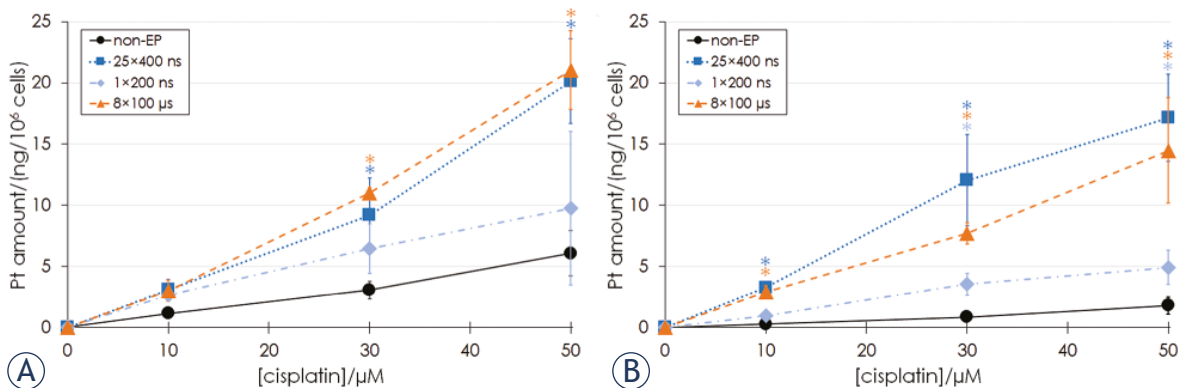 25
20
15
10
5
0
Pt amount/(ng/10⁶ cells)
non-EP
25×400 ns
1×200 ns
8×100 µs
*
*
*
*
0 10 20 30 40 50
[cisplatin]/µM
A
25
20
15
10
5
0
Pt amount/(ng/10⁶ cells)
non-EP
25×400 ns
1×200 ns
8×100 µs
*
*
*
*
*
*
*
*
0 10 20 30 40 50
[cisplatin]/µM
B